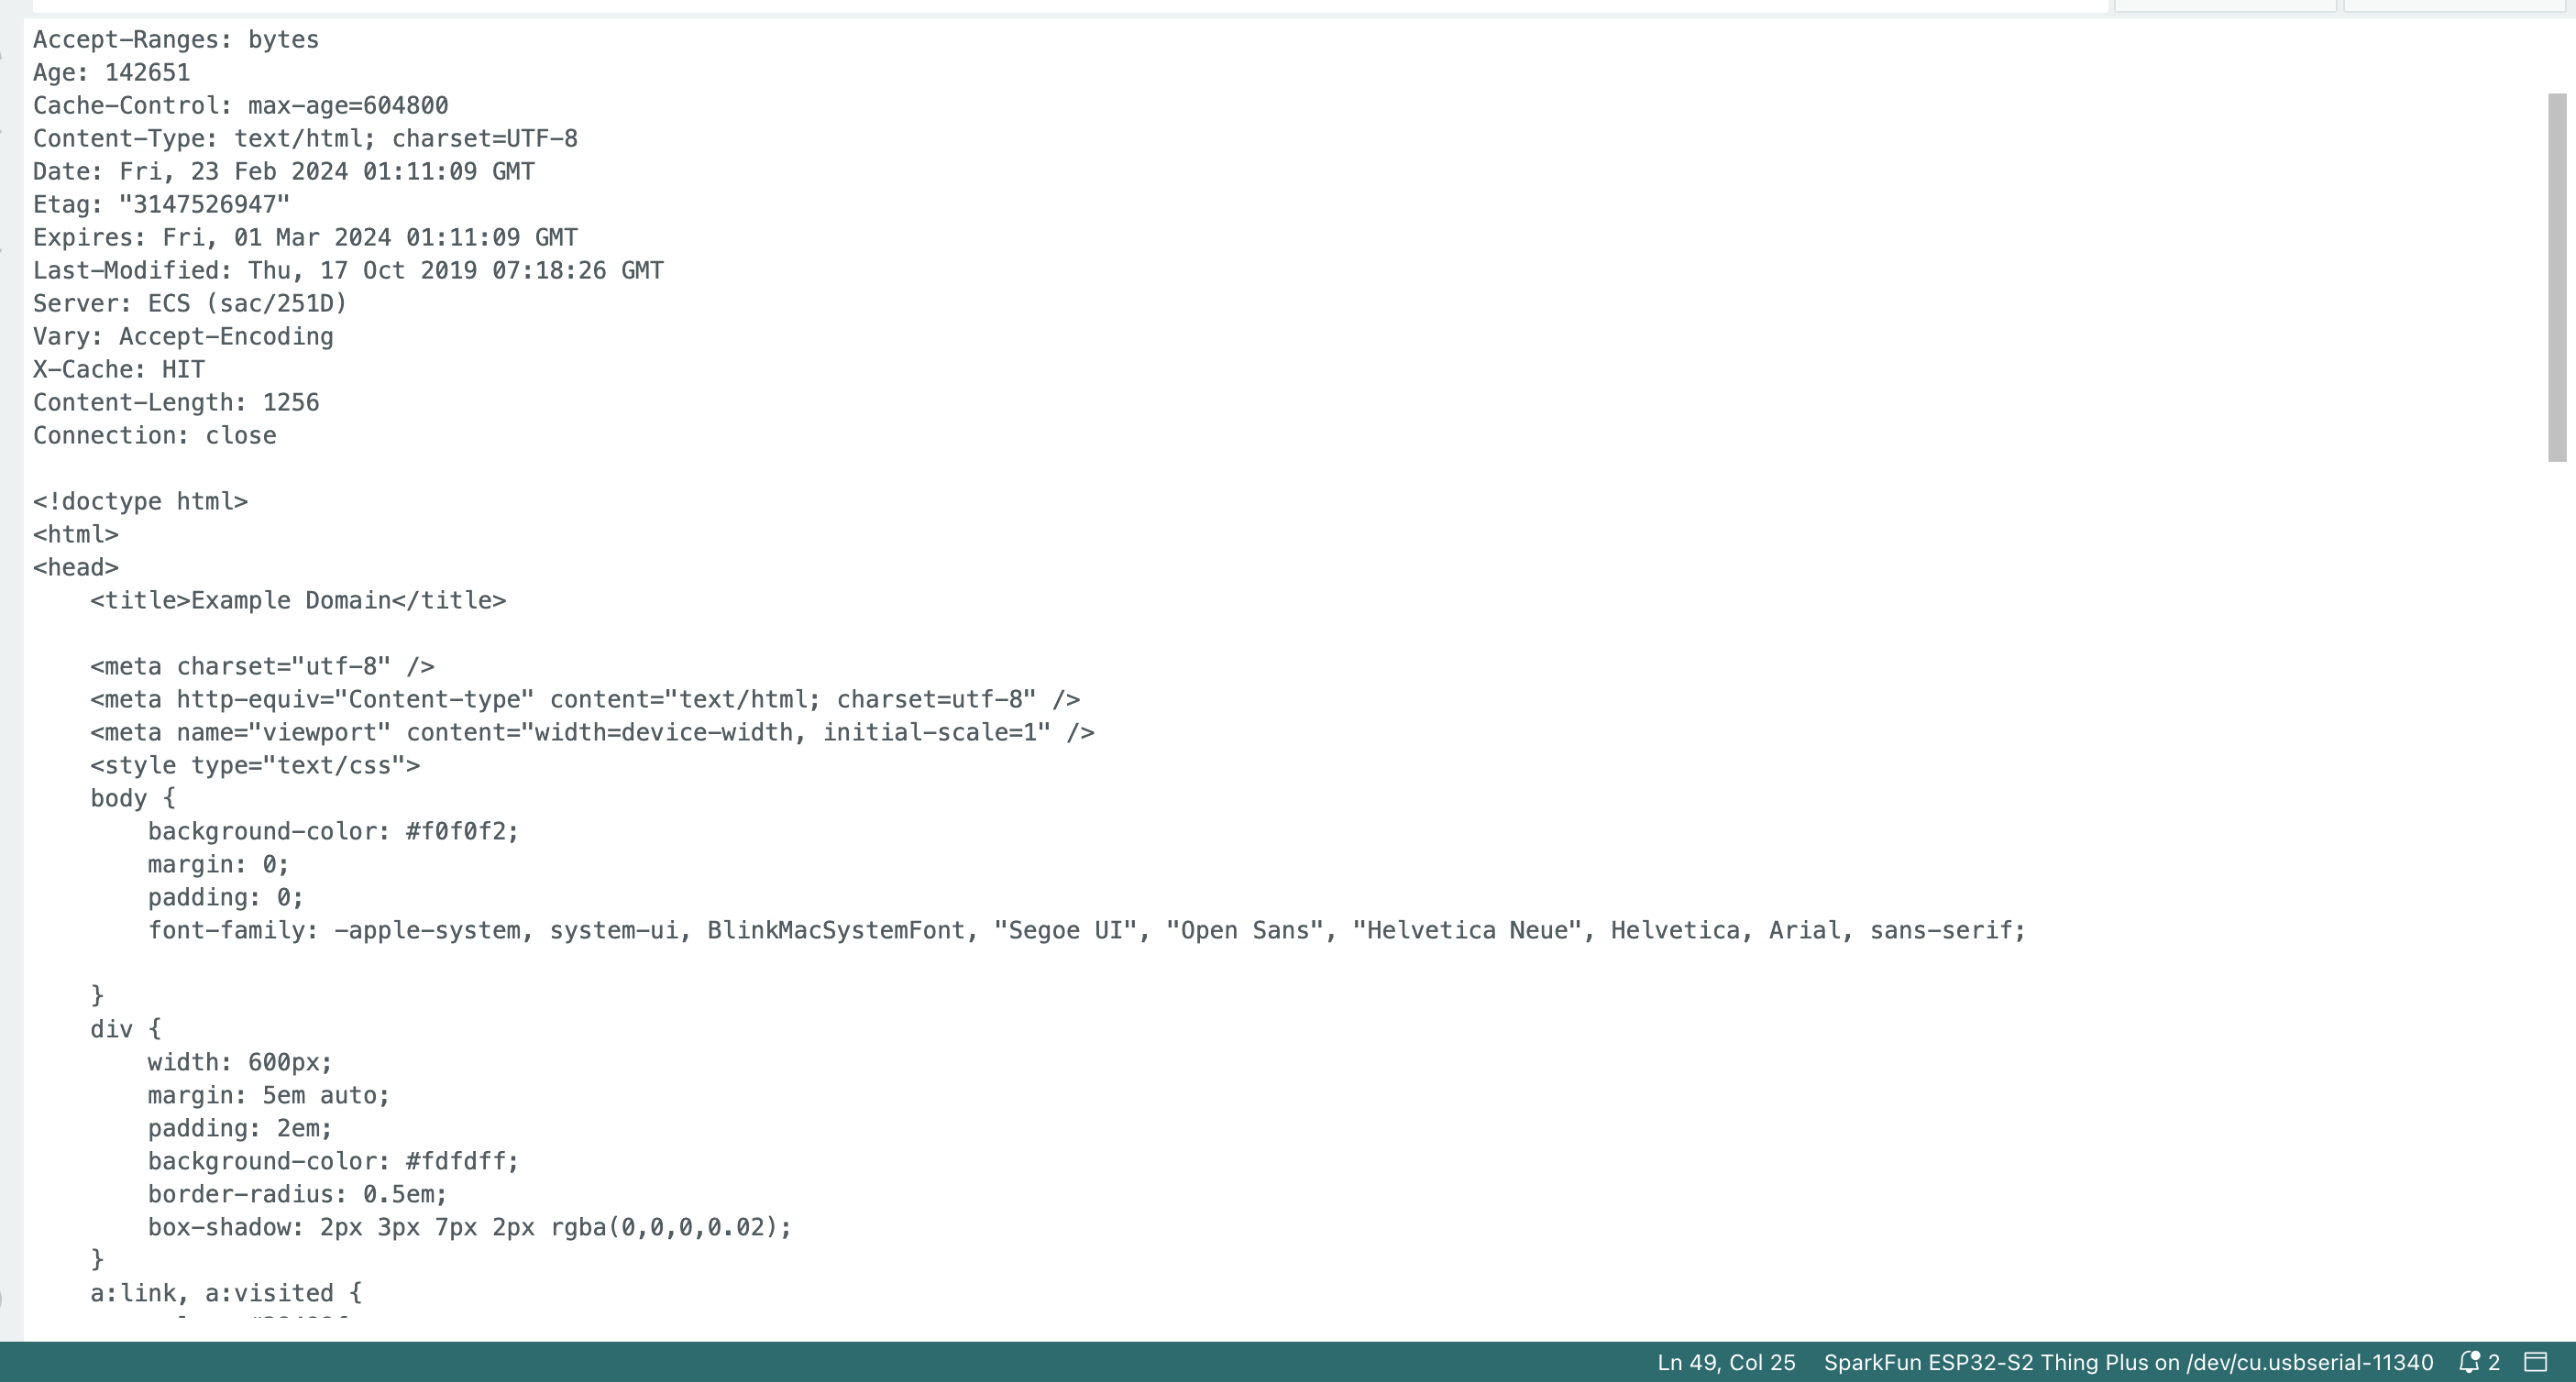 Accept-Ranges: bytes
Age: 142651
Cache-Control: max-age=604800
Content-Type: text/html; charset=UTF-8
Date: Fri, 23 Feb 2024 01:11:09 GMT
Etag: "3147526947"
Expires: Fri, 01 Mar 2024 01:11:09 GMT
Last-Modified: Thu, 17 Oct 2019 07:18:26 GMT
Server: ECS (sac/251D)
Vary: Accept-Encoding
X-Cache: HIT
Content-Length: 1256
Connection: close

<!doctype html>
<html>
<head>
    <title>Example Domain</title>

    <meta charset="utf-8" />
    <meta http-equiv="Content-type" content="text/html; charset=utf-8" />
    <meta name="viewport" content="width=device-width, initial-scale=1" />
    <style type="text/css">
    body {
        background-color: #f0f0f2;
        margin: 0;
        padding: 0;
        font-family: -apple-system, system-ui, BlinkMacSystemFont, "Segoe UI", "Open Sans", "Helvetica Neue", Helvetica, Arial, sans-serif;

    }
    div {
        width: 600px;
        margin: 5em auto;
        padding: 2em;
        background-color: #fdfdff;
        border-radius: 0.5em;
        box-shadow: 2px 3px 7px 2px rgba(0,0,0,0.02);
    }
    a:link, a:visited {
Ln 49, Col 25 SparkFun ESP32-S2 Thing Plus on /dev/cu.usbserial-11340 2